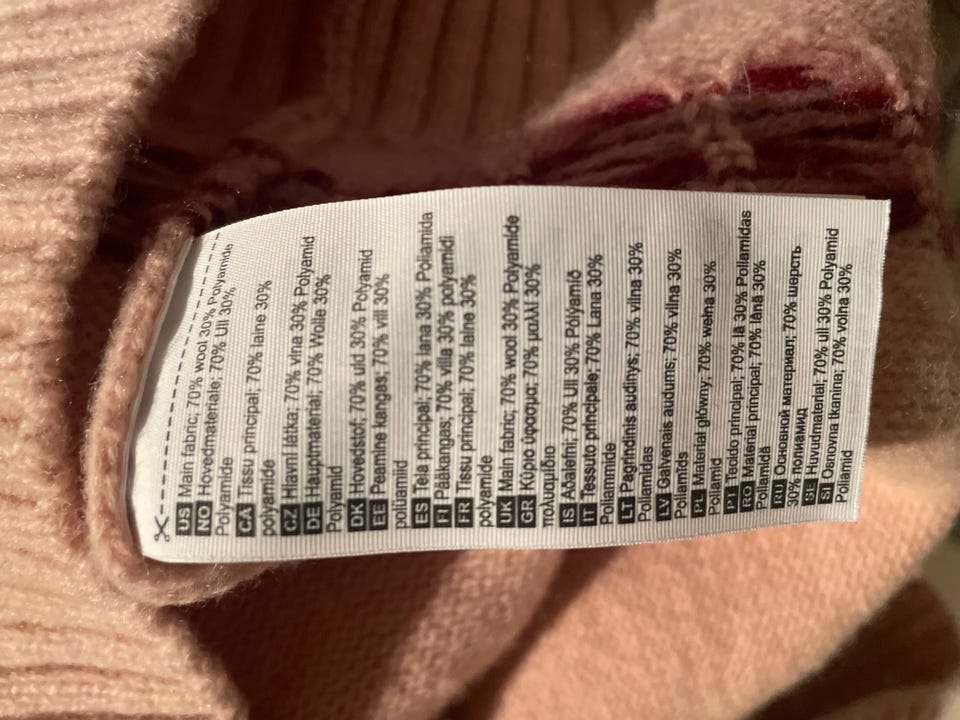 US Main fabric; 70% wool 30% Polyamide
NO Hovedmateriale; 70% Ull 30%
Polyamide
CA Tissu principal; 70% laine 30%
polyamide
CZ Hlavní látka; 70% vlna 30% Polyamid
DE Hauptmaterial; 70% Wolle 30%
Polyamid
DK Hovedstof; 70% uld 30% Polyamid
EE Peamine kangas; 70% vill 30%
polüamiid
ES Tela principal; 70% lana 30% Poliamida
FI Pääkangas; 70% villa 30% polyamidi
FR Tissu principal; 70% laine 30%
polyamide
UK Main fabric; 70% wool 30% Polyamide
GR Κύριο ύφασμα; 70% μαλλί 30%
πολυαμίδιο
IS Aðalefni; 70% Ull 30% Pólýamíð
IT Tessuto principale; 70% Lana 30%
Poliammide
LT Pagrindinis audinys; 70% vilna 30%
Poliamidas
LV Galvenais audums; 70% vilna 30%
Poliamīds
PL Materiał główny; 70% wełna 30%
Poliamid
PT Tecido principal; 70% lã 30% Poliamidas
RO Material principal; 70% lână 30%
Poliamidă
RU Основной материал; 70% шерсть
30% полиамид
SE Huvudmaterial; 70% ull 30% Polyamid
SI Osnovna tkanina; 70% volna 30%
Poliamid